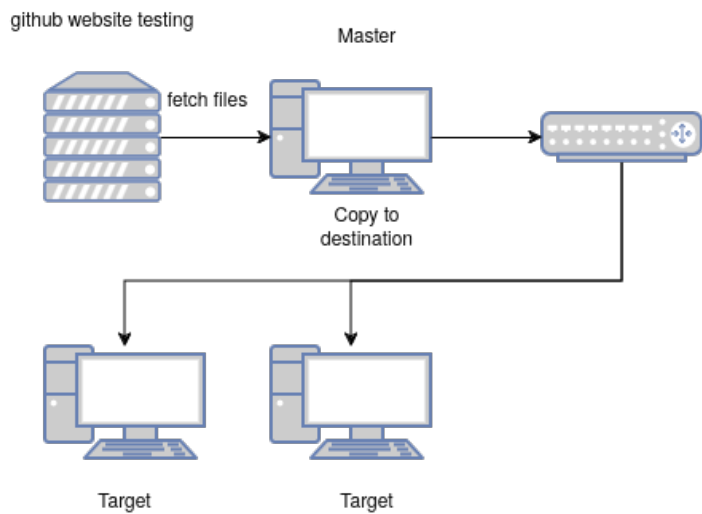 github website testing
Master
fetch files
Copy to
destination
Target
Target